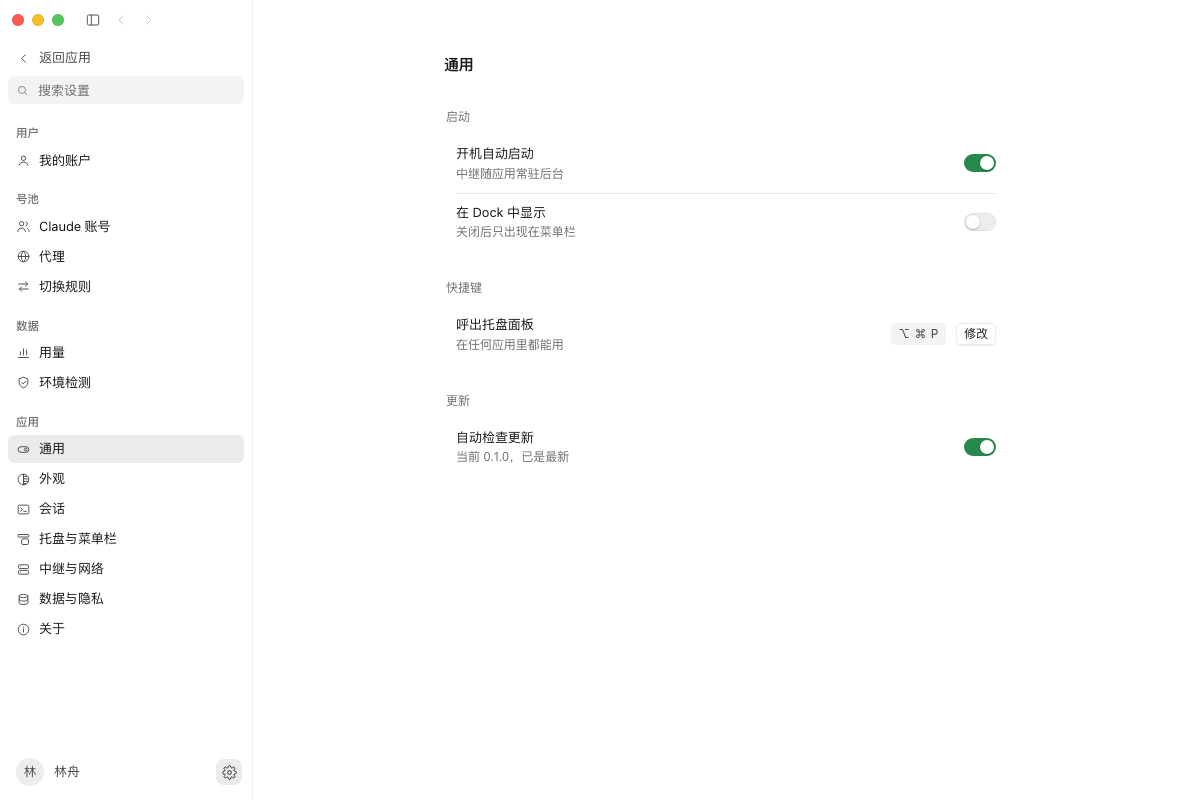 返回应用
搜索设置
用户
我的账户
号池
Claude 账号
代理
切换规则
数据
用量
环境检测
应用
通用
外观
会话
托盘与菜单栏
中继与网络
数据与隐私
关于
林 林舟
通用
启动
开机自动启动
中继随应用常驻后台
在 Dock 中显示
关闭后只出现在菜单栏
快捷键
呼出托盘面板
在任何应用里都能用
⌥ ⌘ P 修改
更新
自动检查更新
当前 0.1.0，已是最新